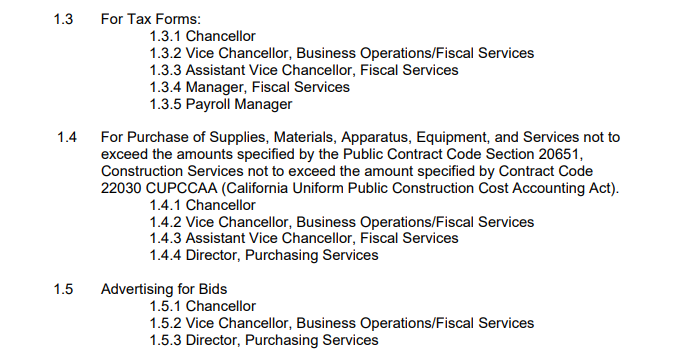 1.3 For Tax Forms:
1.3.1 Chancellor
1.3.2 Vice Chancellor, Business Operations/Fiscal Services
1.3.3 Assistant Vice Chancellor, Fiscal Services
1.3.4 Manager, Fiscal Services
1.3.5 Payroll Manager
1.4 For Purchase of Supplies, Materials, Apparatus, Equipment, and Services not to
exceed the amounts specified by the Public Contract Code Section 20651,
Construction Services not to exceed the amount specified by Contract Code
22030 CUPCCAA (California Uniform Public Construction Cost Accounting Act).
1.4.1 Chancellor
1.4.2 Vice Chancellor, Business Operations/Fiscal Services
1.4.3 Assistant Vice Chancellor, Fiscal Services
1.4.4 Director, Purchasing Services
1.5 Advertising for Bids
1.5.1 Chancellor
1.5.2 Vice Chancellor, Business Operations/Fiscal Services
1.5.3 Director, Purchasing Services